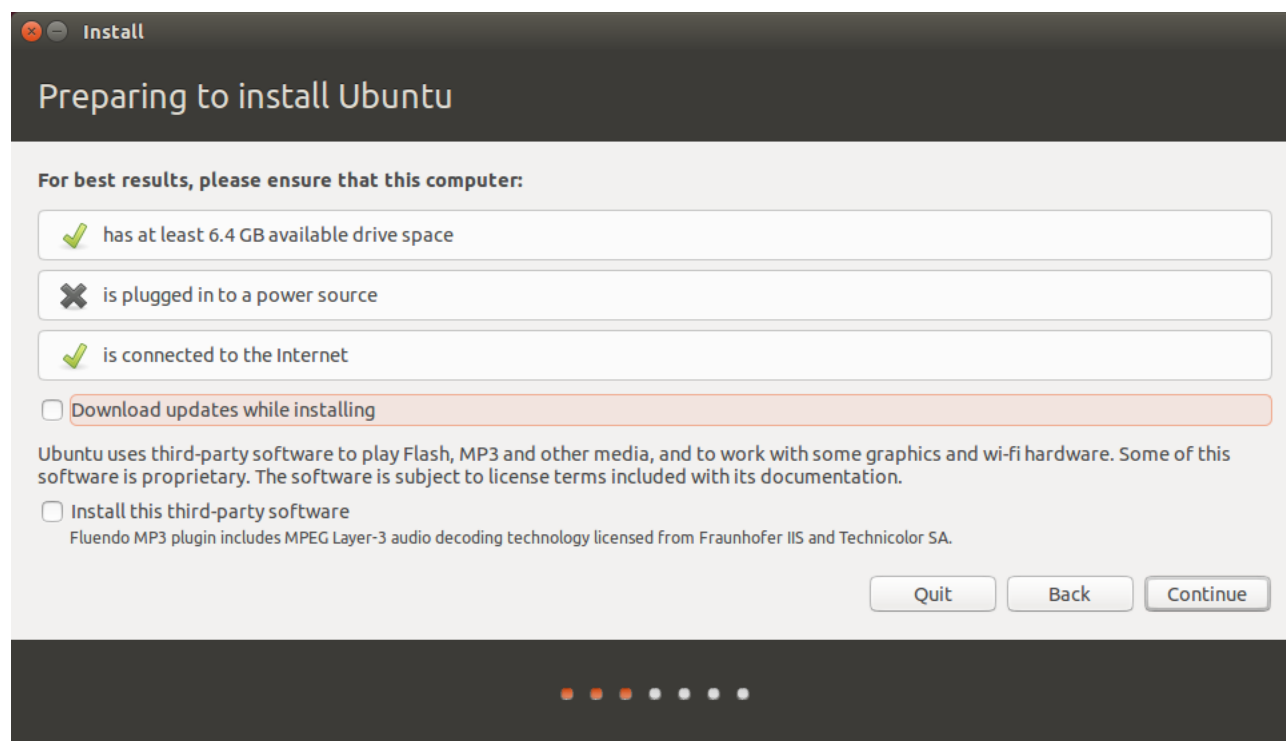 Install
Preparing to install Ubuntu
For best results, please ensure that this computer:
has at least 6.4 GB available drive space
is plugged in to a power source
is connected to the Internet
Download updates while installing
Ubuntu uses third-party software to play Flash, MP3 and other media, and to work with some graphics and wi-fi hardware. Some of this
software is proprietary. The software is subject to license terms included with its documentation.
Install this third-party software
Fluendo MP3 plugin includes MPEG Layer-3 audio decoding technology licensed from Fraunhofer IIS and Technicolor SA.
Quit Back Continue